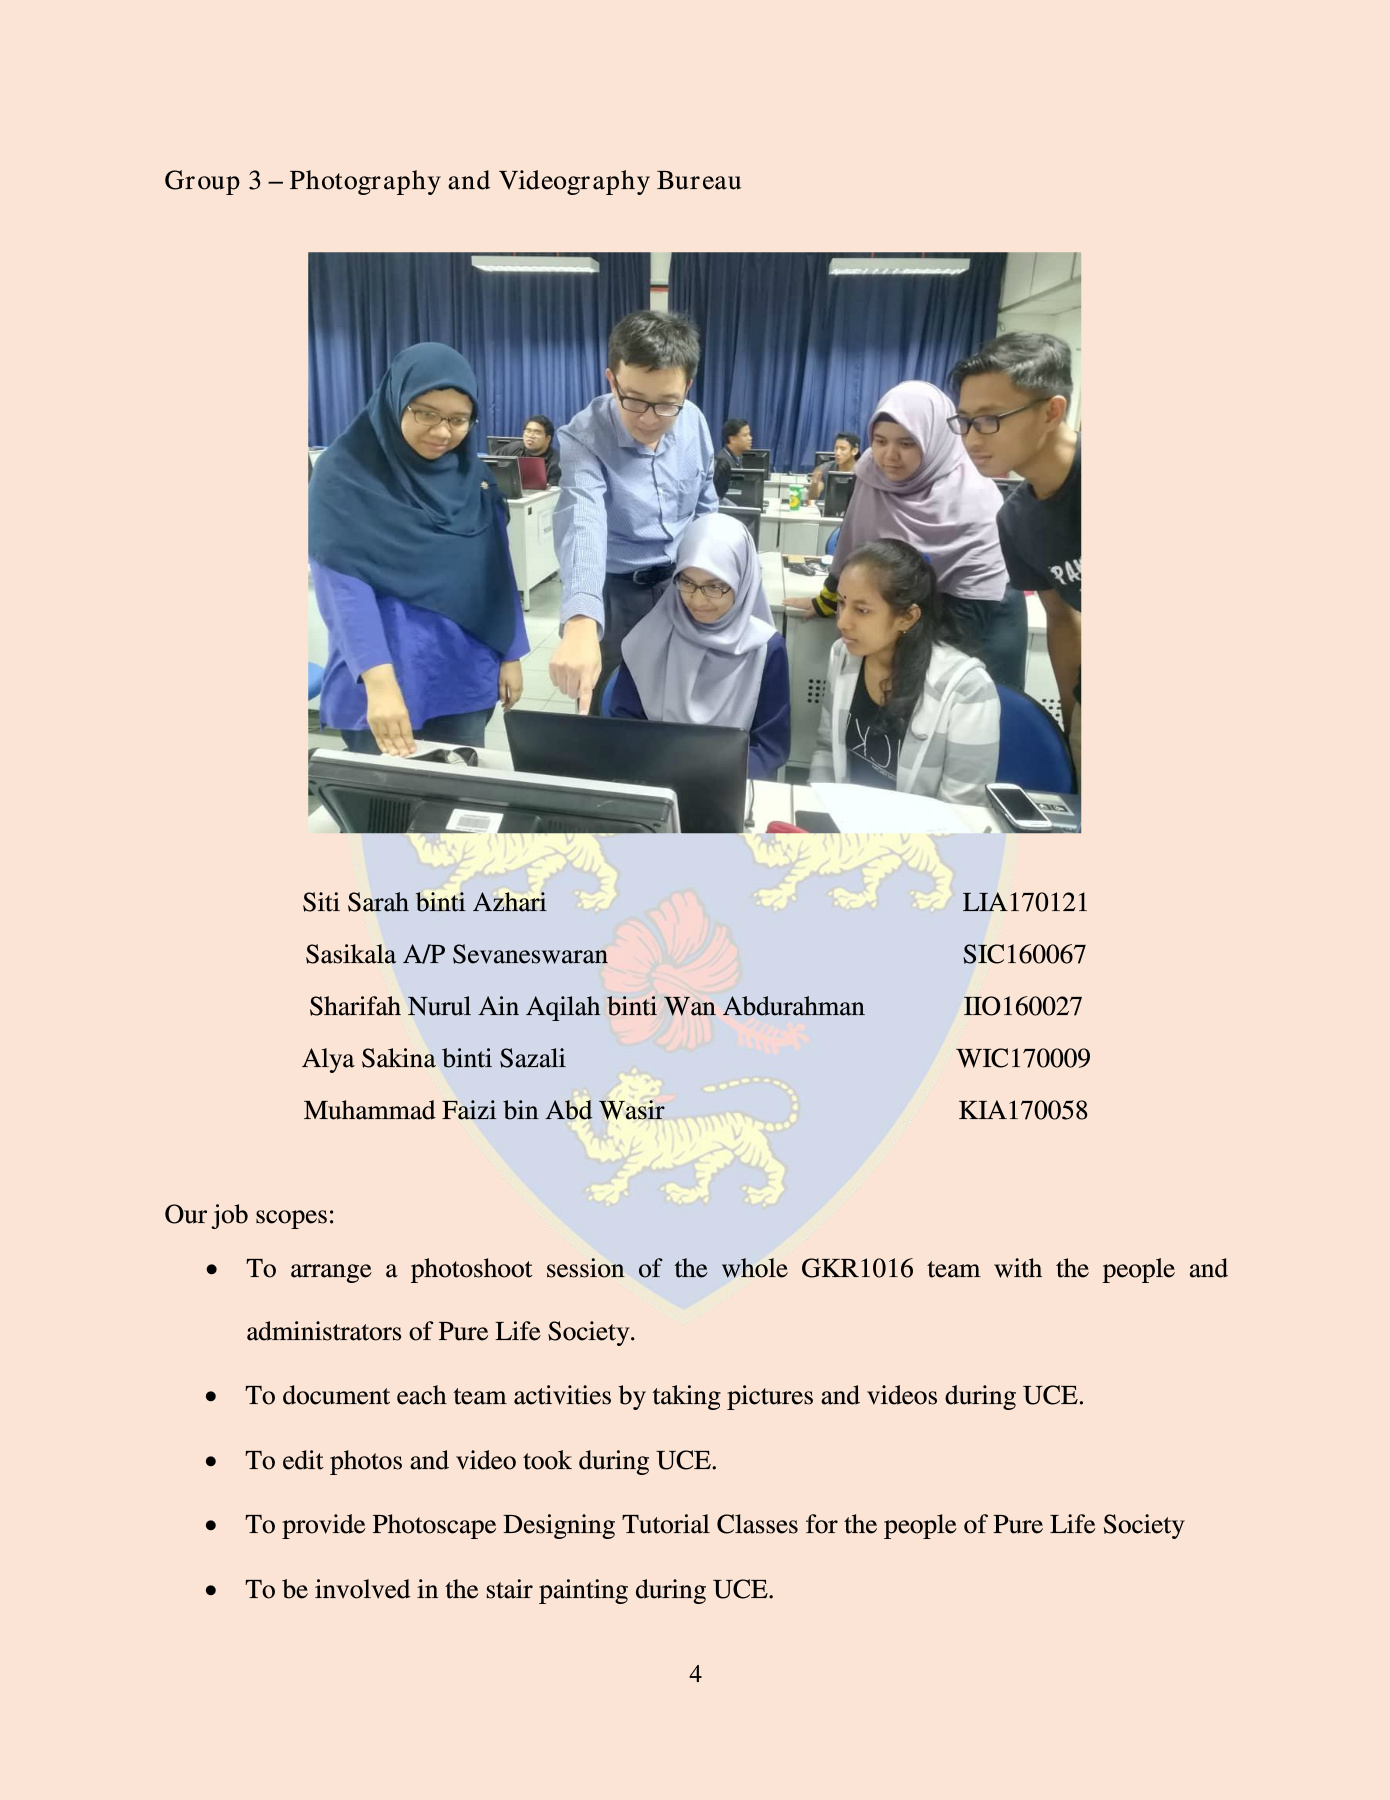 Group 3 – Photography and Videography Bureau
Siti Sarah binti Azhari LIA170121
Sasikala A/P Sevaneswaran SIC160067
Sharifah Nurul Ain Aqilah binti Wan Abdurahman IIO160027
Alya Sakina binti Sazali WIC170009
Muhammad Faizi bin Abd Wasir KIA170058
Our job scopes:
• To arrange a photoshoot session of the whole GKR1016 team with the people and
administrators of Pure Life Society.
• To document each team activities by taking pictures and videos during UCE.
• To edit photos and video took during UCE.
• To provide Photoscape Designing Tutorial Classes for the people of Pure Life Society
• To be involved in the stair painting during UCE.
4